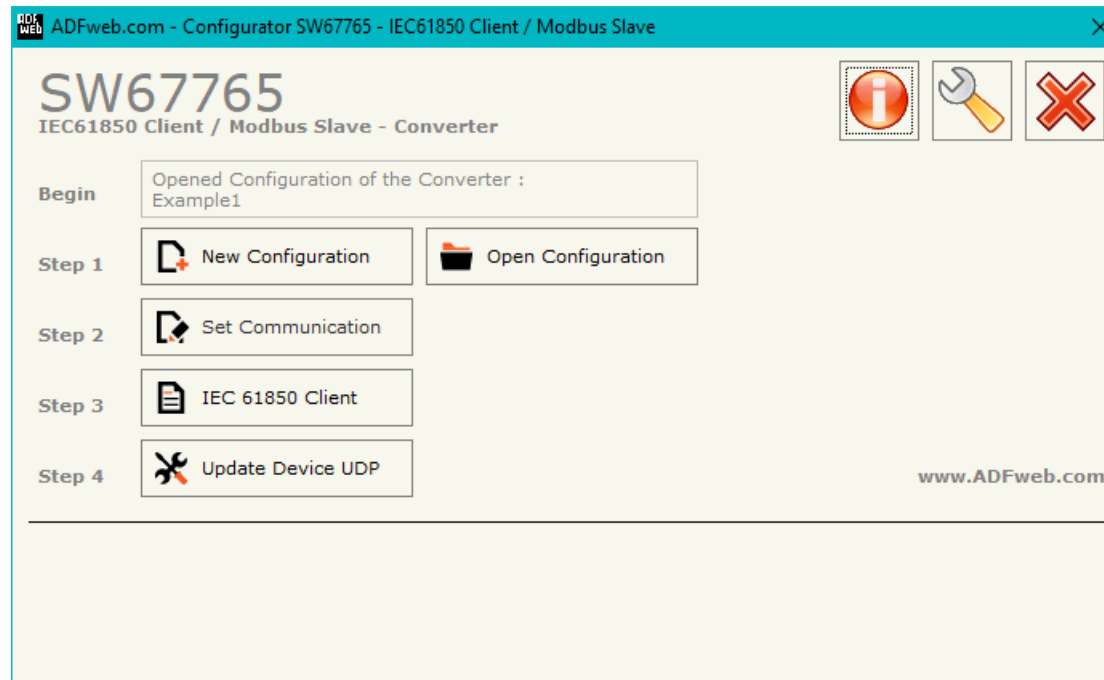 ADF
WEB
ADFweb.com - Configurator SW67765 - IEC61850 Client / Modbus Slave
SW67765
IEC61850 Client / Modbus Slave - Converter
Begin
Opened Configuration of the Converter :
Example1
Step 1
New Configuration
Open Configuration
Step 2
Set Communication
Step 3
IEC 61850 Client
Step 4
Update Device UDP
www.ADFweb.com